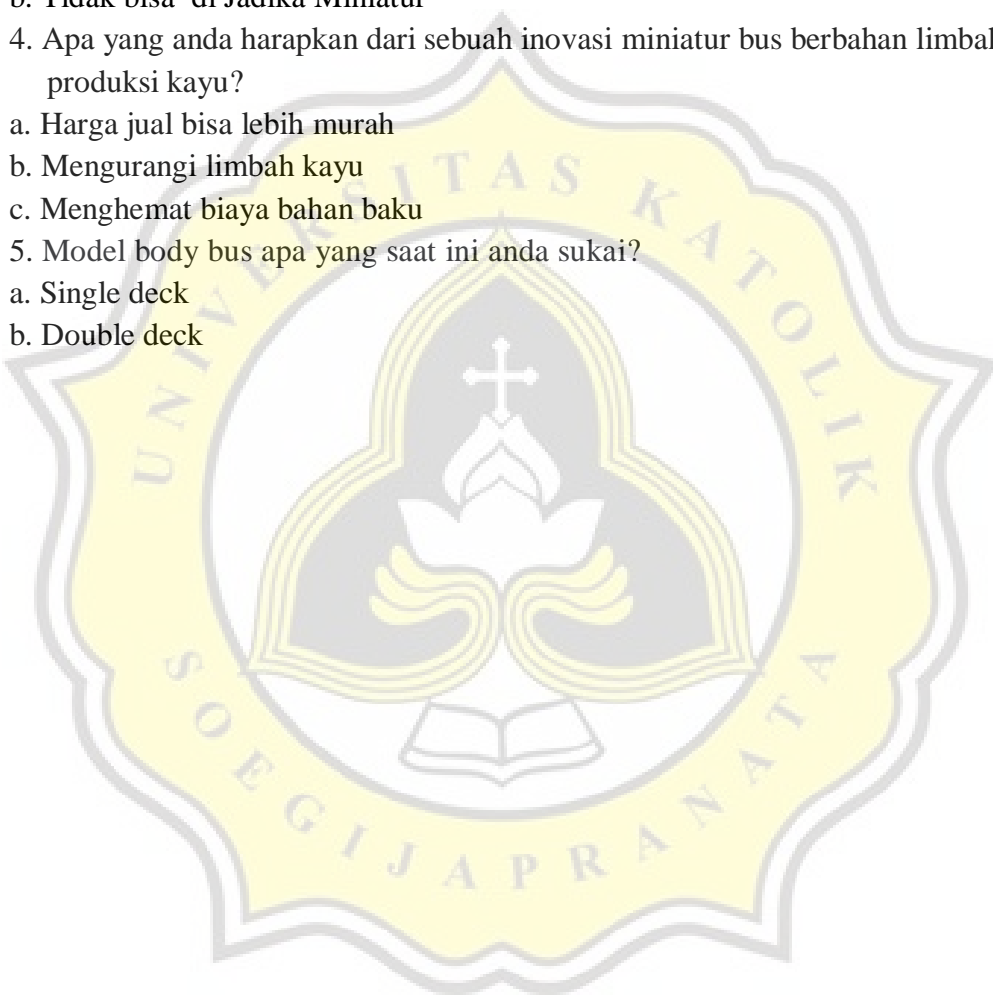 b. Tidak bisa di Jadika Miniatur
4. Apa yang anda harapkan dari sebuah inovasi miniatur bus berbahan limbah
produksi kayu?
a. Harga jual bisa lebih murah
b. Mengurangi limbah kayu
c. Menghemat biaya bahan baku
5. Model body bus apa yang saat ini anda sukai?
a. Single deck
b. Double deck
UNIVERSITAS KATOLIK
SOEGIJAPRANATA